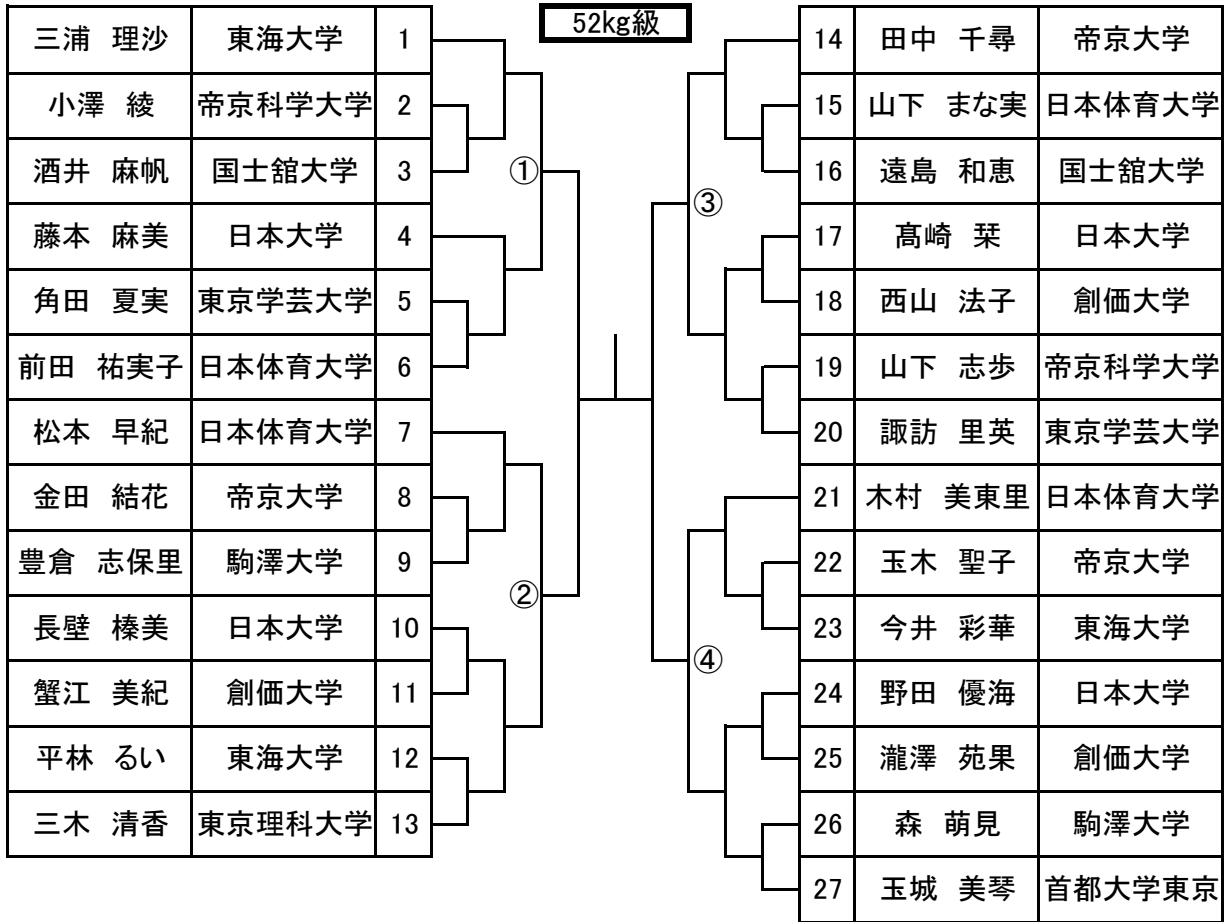 52kg級
三浦 理沙 東海大学 1
小澤 綾 帝京科学大学 2
酒井 麻帆 国士舘大学 3
藤本 麻美 日本大学 4
角田 夏実 東京学芸大学 5
前田 祐実子 日本体育大学 6
松本 早紀 日本体育大学 7
金田 結花 帝京大学 8
豊倉 志保里 駒澤大学 9
長壁 榛美 日本大学 10
蟹江 美紀 創価大学 11
平林 るい 東海大学 12
三木 清香 東京理科大学 13
①
②
③
④
14 田中 千尋 帝京大学
15 山下 まな実 日本体育大学
16 遠島 和恵 国士舘大学
17 髙崎 栞 日本大学
18 西山 法子 創価大学
19 山下 志歩 帝京科学大学
20 諏訪 里英 東京学芸大学
21 木村 美東里 日本体育大学
22 玉木 聖子 帝京大学
23 今井 彩華 東海大学
24 野田 優海 日本大学
25 瀧澤 苑果 創価大学
26 森 萌見 駒澤大学
27 玉城 美琴 首都大学東京